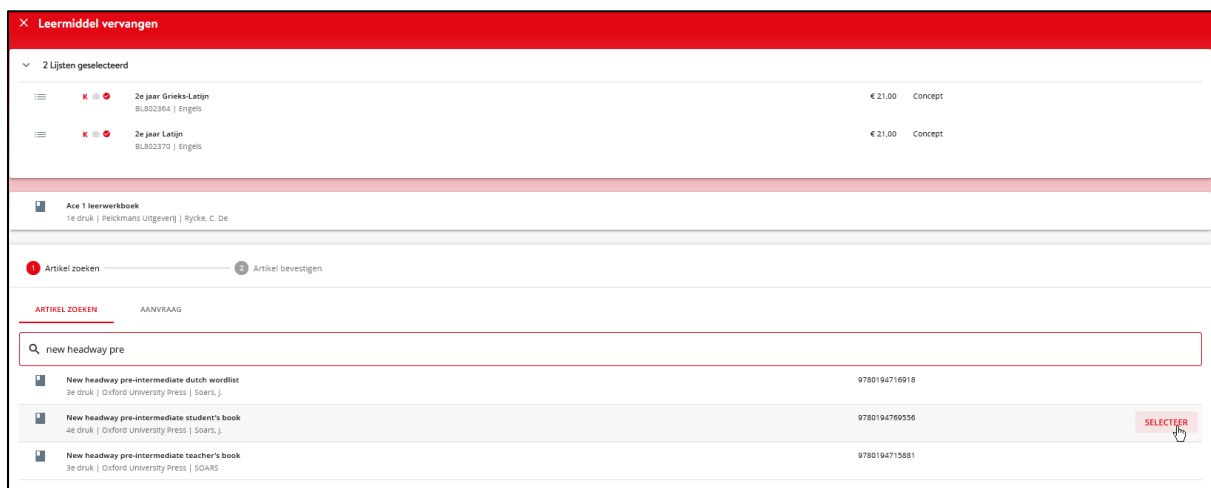 Leermiddel vervangen
2 Lijsten geselecteerd
K 2e jaar Grieks-Latijn € 21,00 Concept
BL802364 | Engels
K 2e jaar Latijn € 21,00 Concept
BL802370 | Engels
Ace 1 leerwerkboek
1e druk | Pelckmans Uitgeverij | Rycke, C. De
1 Artikel zoeken 2 Artikel bevestigen
ARTIKEL ZOEKEN AANVRAAG
new headway pre
New headway pre-intermediate dutch wordlist 9780194716918
3e druk | Oxford University Press | Soars, J.
New headway pre-intermediate student's book 9780194769556
4e druk | Oxford University Press | Soars, J.
SELECTEER
New headway pre-intermediate teacher's book 9780194715881
3e druk | Oxford University Press | SOARS